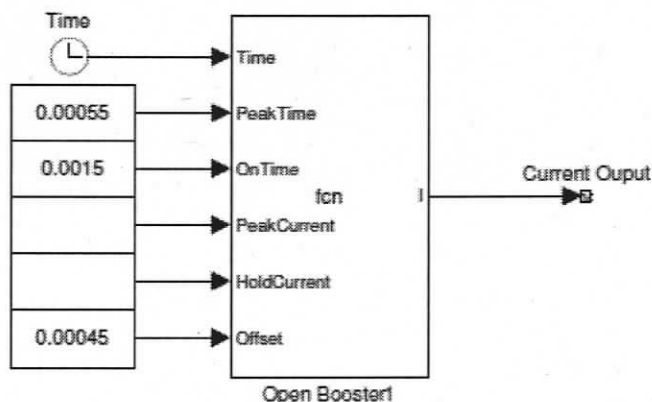 Time
Time
0.00055
PeakTime
0.0015
OnTime
fcn
I
Current Ouput
PeakCurrent
HoldCurrent
0.00045
Offset
Open Booster1